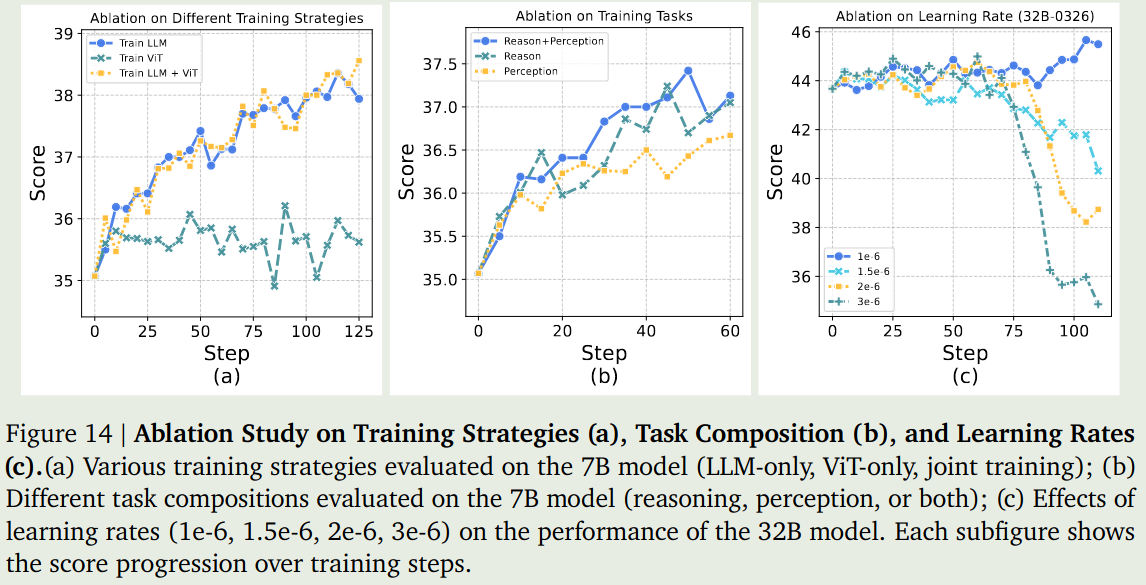 Ablation on Different Training Strategies
39
38
37
36
35
Score
Train LLM
Train ViT
Train LLM + ViT
0 25 50 75 100 125
Step
(a)
Ablation on Training Tasks
37.5
37.0
36.5
36.0
35.5
35.0
Score
Reason+Perception
Reason
Perception
0 20 40 60
Step
(b)
Ablation on Learning Rate (32B-0326)
46
44
42
40
38
36
Score
1e-6
1.5e-6
2e-6
3e-6
0 25 50 75 100
Step
(c)
Figure 14 | Ablation Study on Training Strategies (a), Task Composition (b), and Learning Rates
(c).(a) Various training strategies evaluated on the 7B model (LLM-only, ViT-only, joint training); (b)
Different task compositions evaluated on the 7B model (reasoning, perception, or both); (c) Effects of
learning rates (1e-6, 1.5e-6, 2e-6, 3e-6) on the performance of the 32B model. Each subfigure shows
the score progression over training steps.